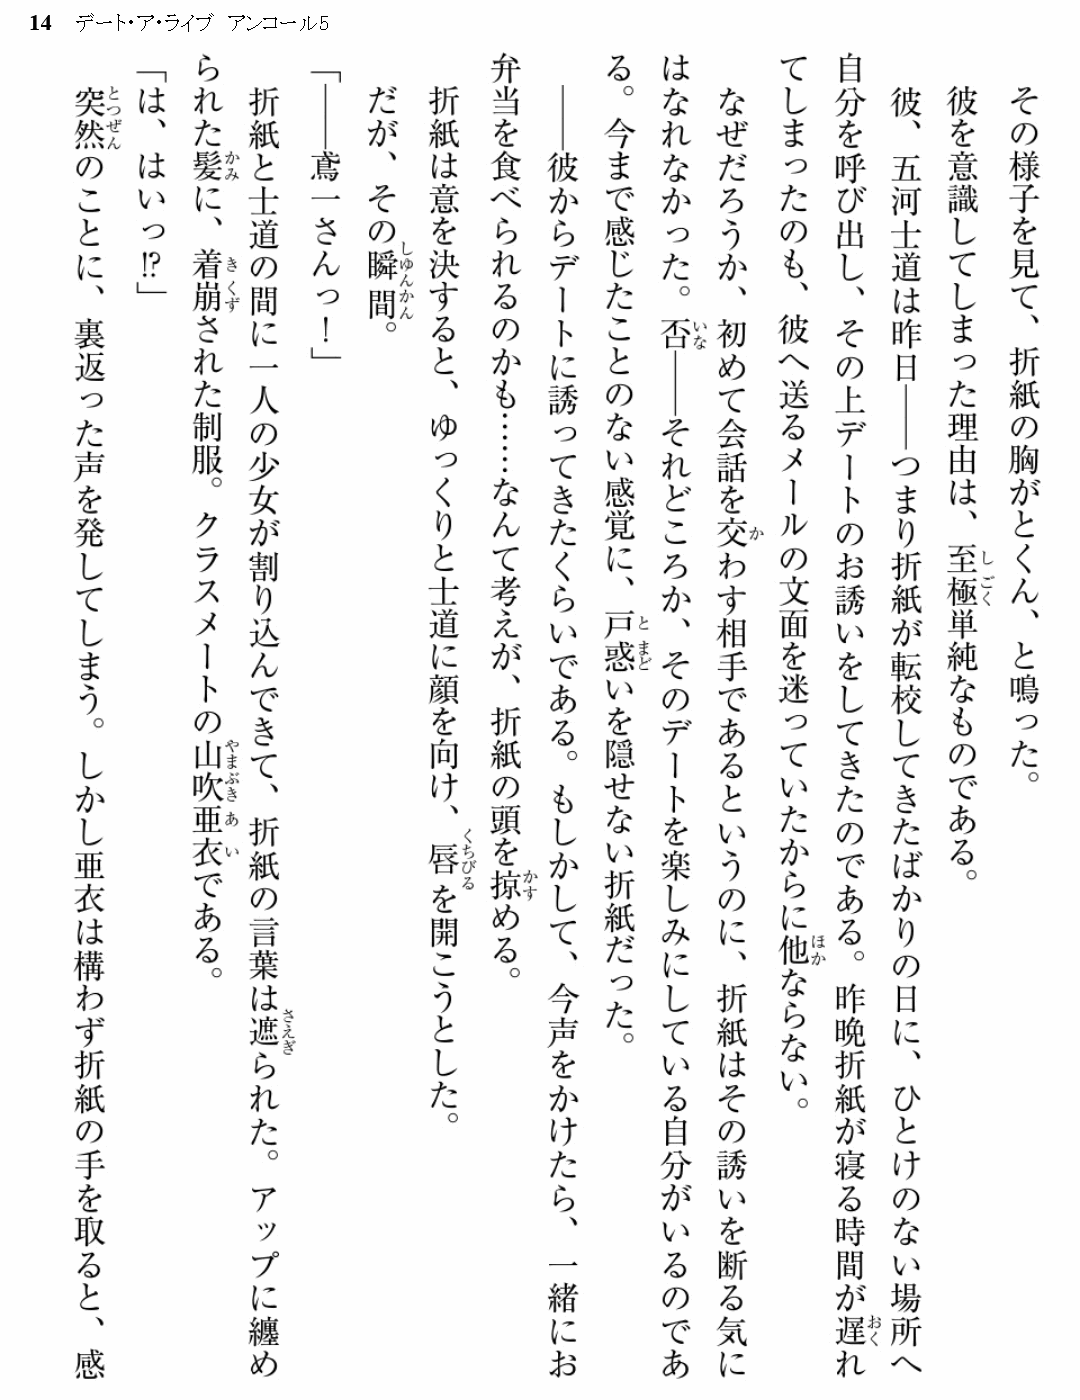 14 デート・ア・ライブ アンコール5
その様子を見て、折紙の胸がとくん、と鳴った。
彼を意識してしまった理由は、至極単純なものである。
彼、五河士道は昨日――つまり折紙が転校してきたばかりの日に、ひとけのない場所へ
自分を呼び出し、その上デートのお誘いをしてきたのである。昨晩折紙が寝る時間が遅れ
てしまったのも、彼へ送るメールの文面を迷っていたからに他ならない。
なぜだろうか、初めて会話を交わす相手であるというのに、折紙はその誘いを断る気に
はなれなかった。否――それどころか、そのデートを楽しみにしている自分がいるのであ
る。今まで感じたことのない感覚に、戸惑いを隠せない折紙だった。
――彼からデートに誘ってきたくらいである。もしかして、今声をかけたら、一緒にお
弁当を食べられるのかも……なんて考えが、折紙の頭を掠める。
折紙は意を決すると、ゆっくりと士道に顔を向け、唇を開こうとした。
だが、その瞬間。
「――鳶一さんっ！」
折紙と士道の間に一人の少女が割り込んできて、折紙の言葉は遮られた。アップに纏め
られた髪に、着崩された制服。クラスメートの山吹亜衣である。
「は、はいっ!?」
突然のことに、裏返った声を発してしまう。しかし亜衣は構わず折紙の手を取ると、感